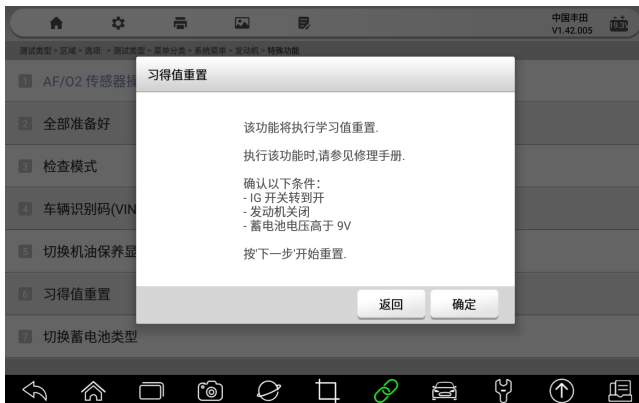 中国丰田
V1.42.005
测试类型 > 区域 > 选项: > 测试类型 > 菜单分类 > 系统菜单 > 发动机 > 特殊功能
1 AF/O2 传感器操
2 全部准备好
3 检查模式
4 车辆识别码(VIN
5 切换机油保养显
6 习得值重置
7 切换蓄电池类型
习得值重置
该功能将执行学习值重置.
执行该功能时,请参见修理手册.
确认以下条件:
- IG 开关转到开
- 发动机关闭
- 蓄电池电压高于 9V
按'下一步'开始重置.
返回
确定